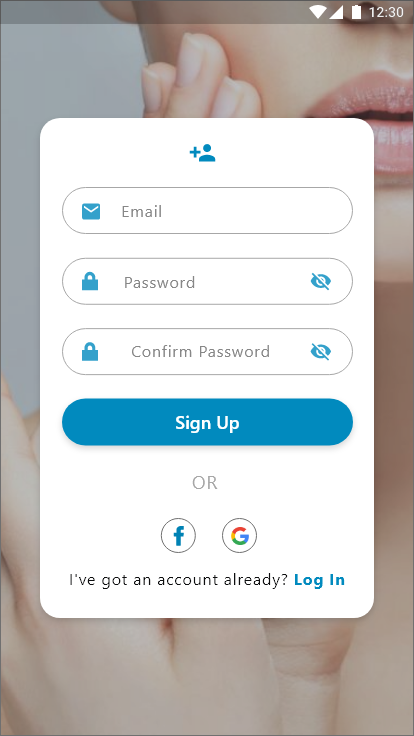 12:30
Email
Password
Confirm Password
Sign Up
OR
I've got an account already? Log In